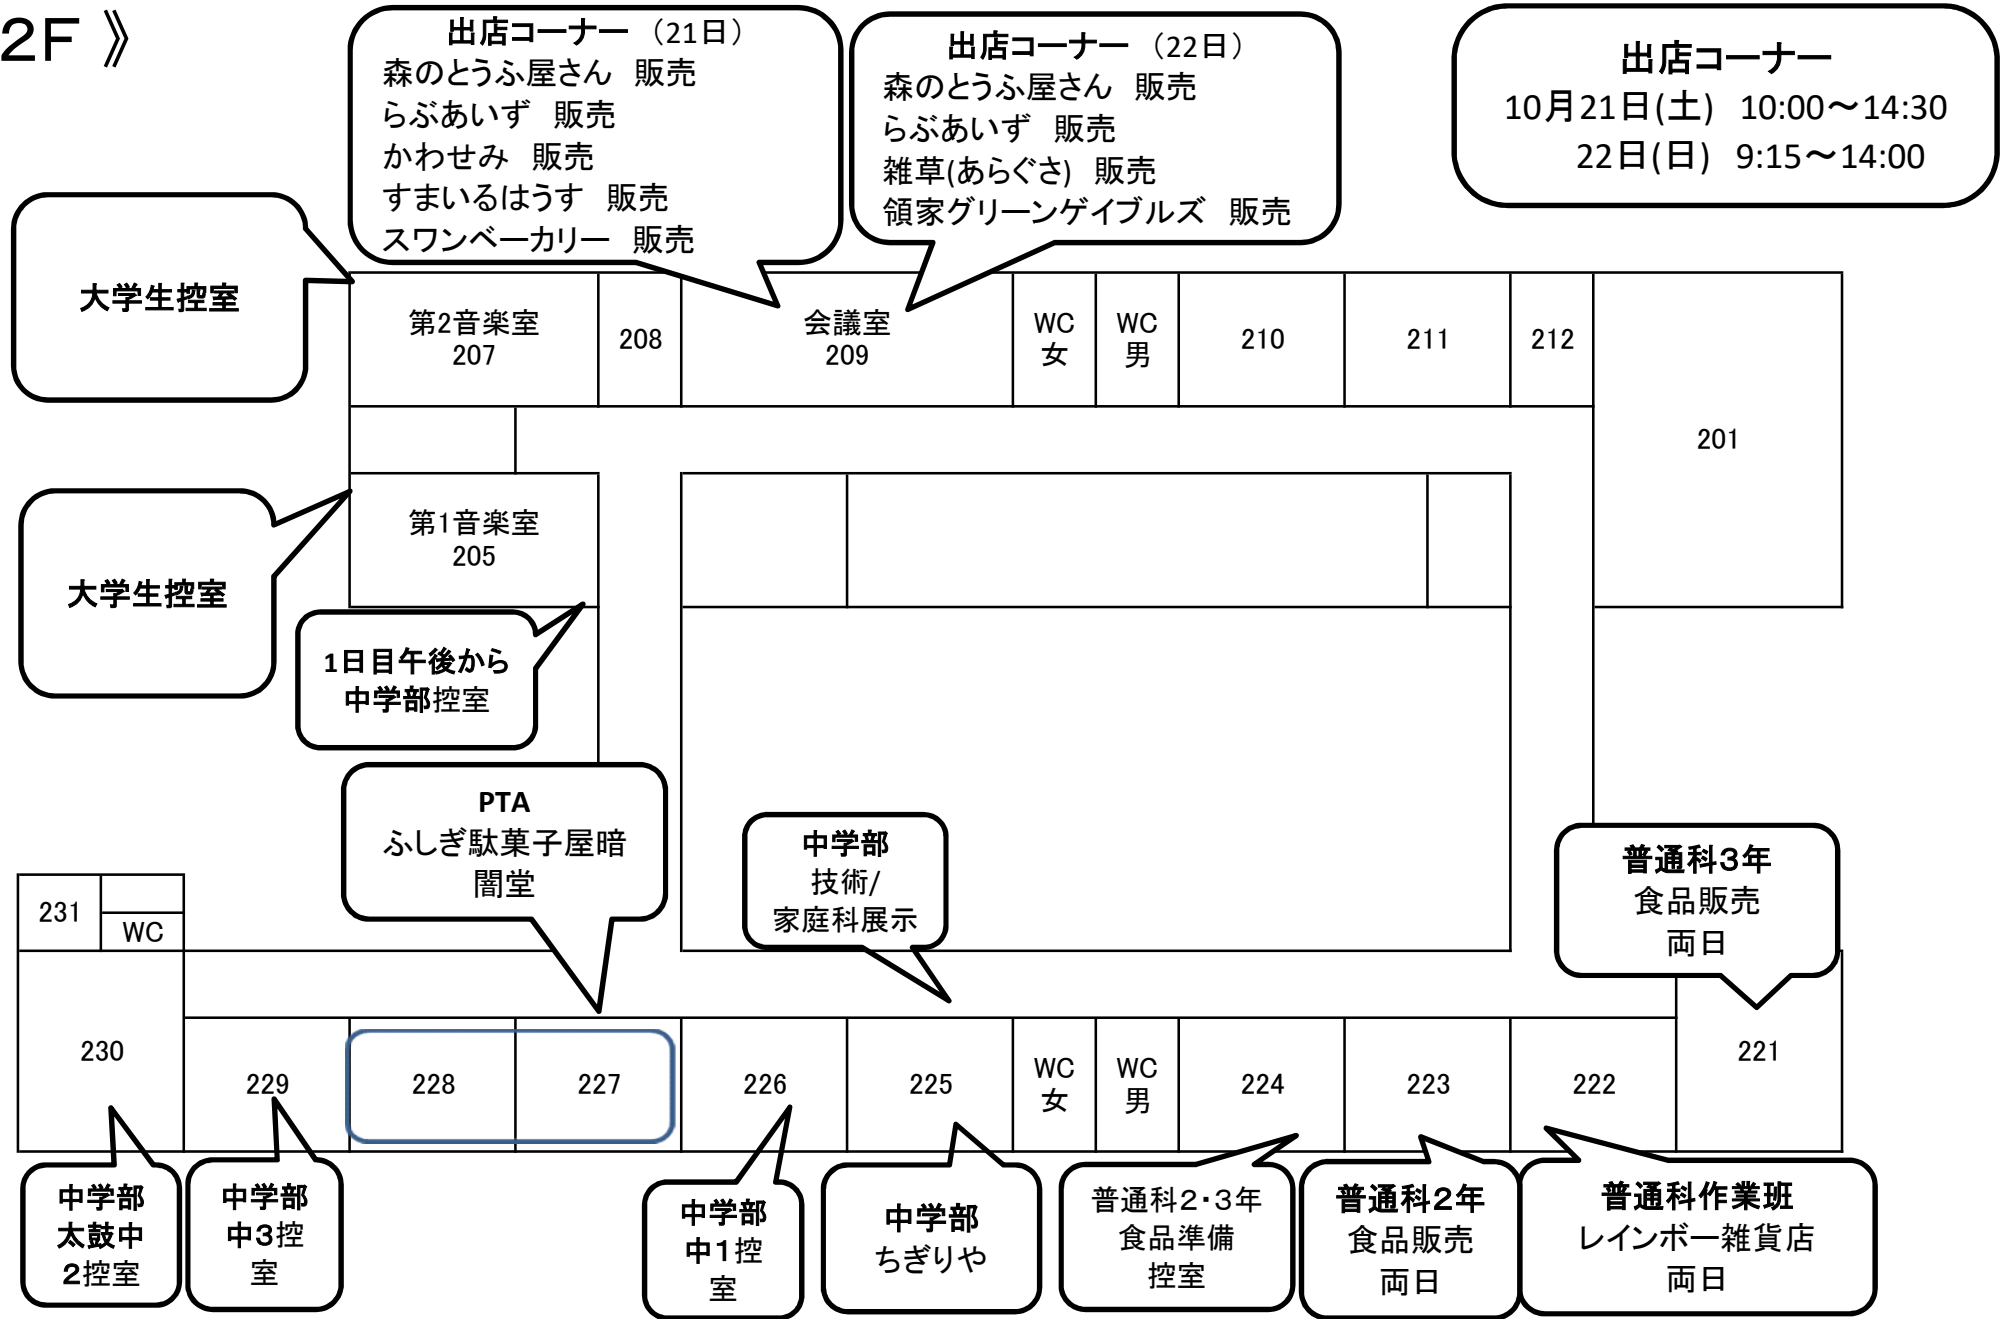 2F 》
出店コーナー（21日）
森のとうふ屋さん　販売
らぶあいず　販売
かわせみ　販売
すまいるはうす　販売
スワンベーカリー　販売
出店コーナー（22日）
森のとうふ屋さん　販売
らぶあいず　販売
雑草(あらぐさ)　販売
領家グリーンゲイブルズ　販売
出店コーナー
10月21日(土)　10:00～14:30
22日(日)　9:15～14:00
大学生控室
第2音楽室
207
208
会議室
209
WC
女
WC
男
210
211
212
201
大学生控室
第1音楽室
205
1日目午後から
中学部控室
PTA
ふしぎ駄菓子屋暗
闇堂
中学部
技術/
家庭科展示
普通科3年
食品販売
両日
231
WC
230
229
228
227
226
225
WC
女
WC
男
224
223
222
221
中学部
太鼓中
2控室
中学部
中3控
室
中学部
中1控
室
中学部
ちぎりや
普通科2・3年
食品準備
控室
普通科2年
食品販売
両日
普通科作業班
レインボー雑貨店
両日